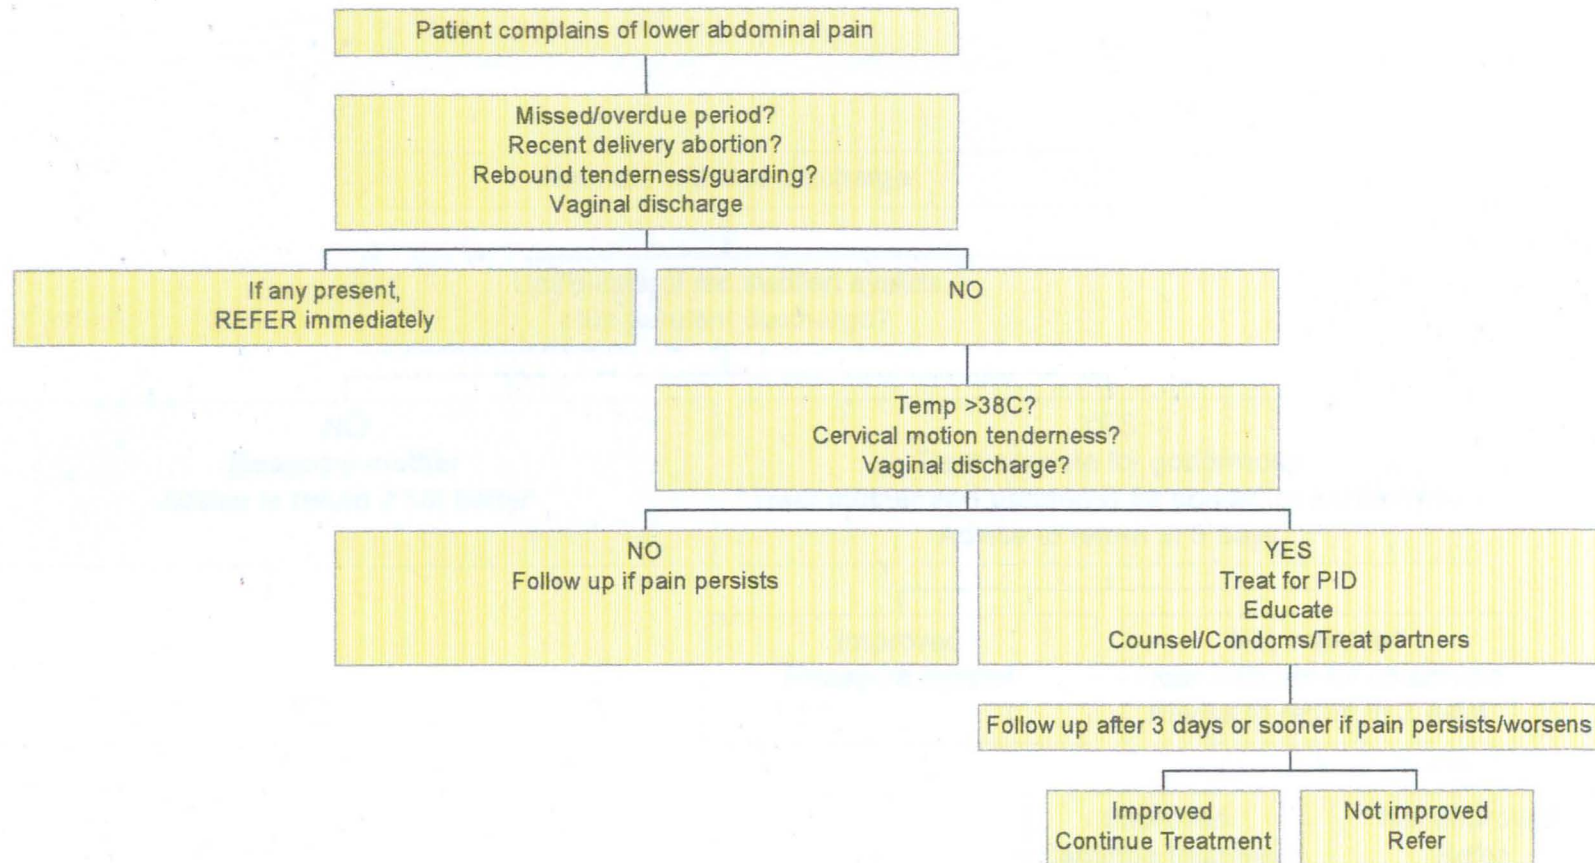 Patient complains of lower abdominal pain
Missed/overdue period?
Recent delivery abortion?
Rebound tenderness/guarding?
Vaginal discharge
If any present,
REFER immediately
NO
Temp >38C?
Cervical motion tenderness?
Vaginal discharge?
NO
Follow up if pain persists
YES
Treat for PID
Educate
Counsel/Condoms/Treat partners
Follow up after 3 days or sooner if pain persists/worsens
Improved
Continue Treatment
Not improved
Refer